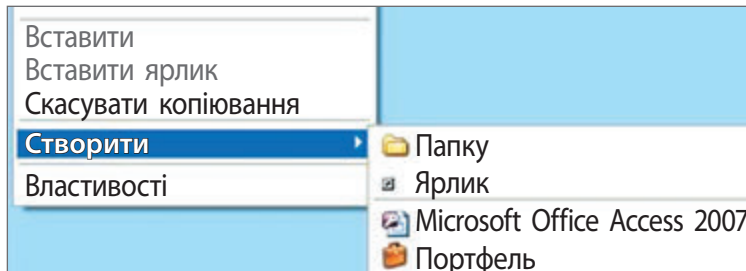 Вставити
Вставити ярлик
Скасувати копіювання
Створити
Властивості
Папку
Ярлик
Microsoft Office Access 2007
Портфель